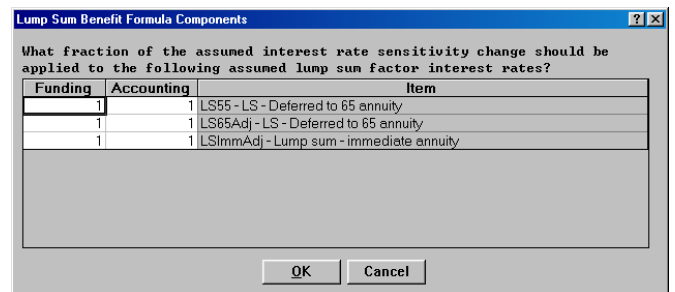 Lump Sum Benefit Formula Components
What fraction of the assumed interest rate sensitivity change should be
applied to the following assumed lump sum factor interest rates?
Funding Accounting Item
1 1 LS55 - LS - Deferred to 65 annuity
1 1 LS65Adj - LS - Deferred to 65 annuity
1 1 LSImmAdj - Lump sum - immediate annuity
OK Cancel